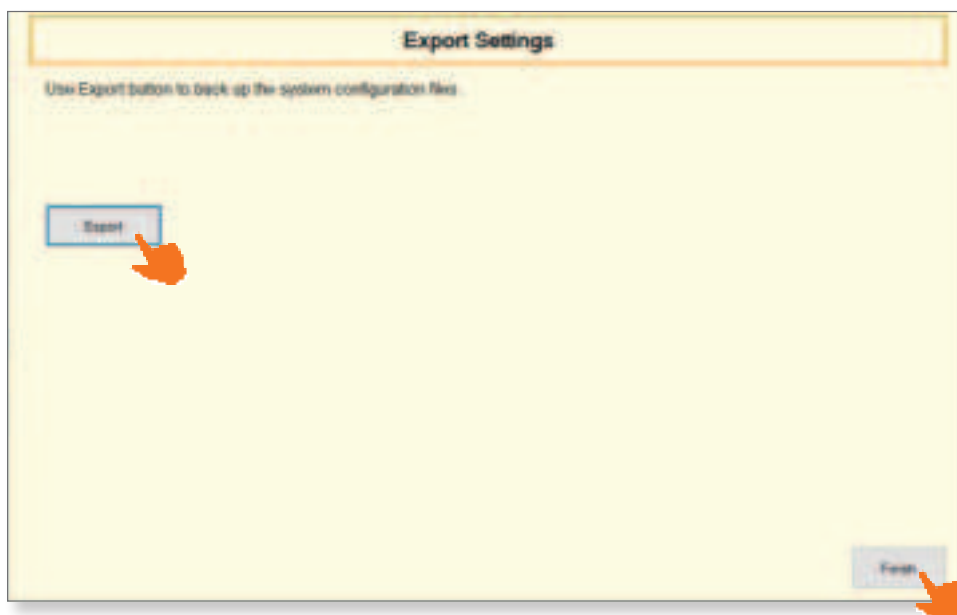 Export Settings
Use Export button to back up the system configuration files.
Export
Finish